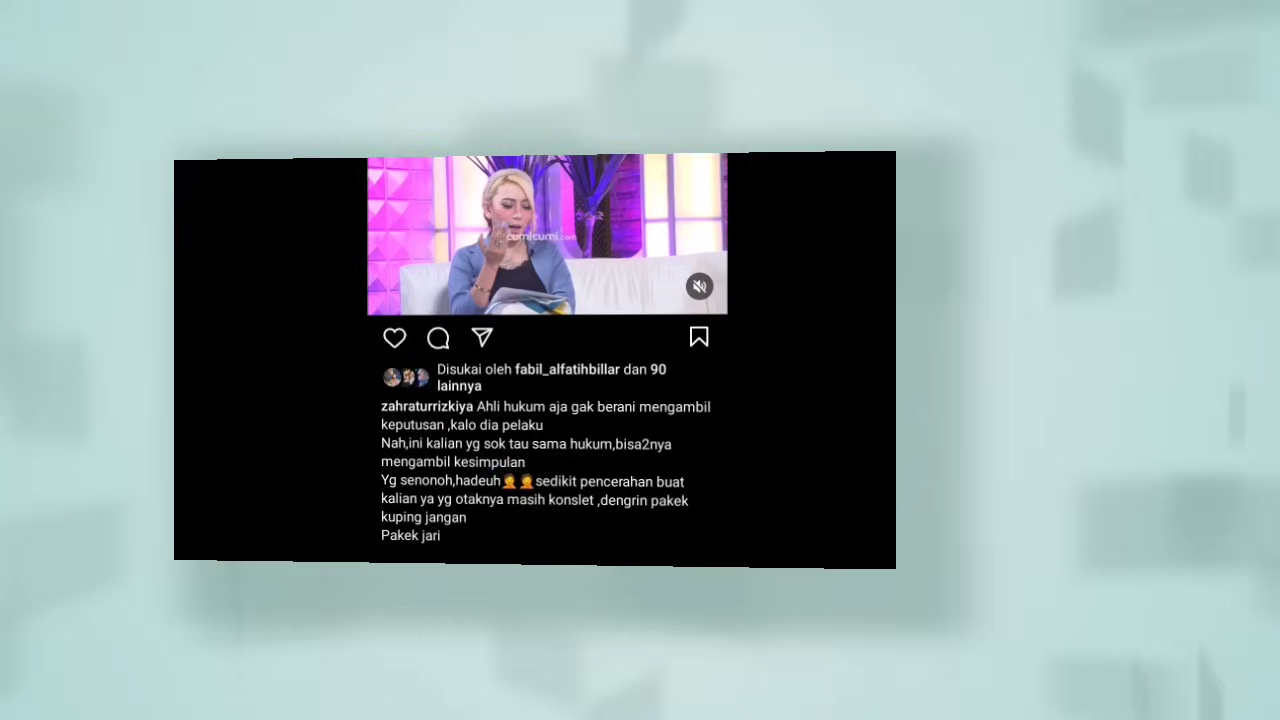 cumicumi.com
Disukai oleh fabil_alfatihbillar dan 90
lainnya
zahraturrizkiya Ahli hukum aja gak berani mengambil
keputusan ,kalo dia pelaku
Nah,ini kalian yg sok tau sama hukum,bisa2nya
mengambil kesimpulan
Yg senonoh,hadeuh🤦🤦sedikit pencerahan buat
kalian ya yg otaknya masih konslet ,dengrin pakek
kuping jangan
Pakek jari